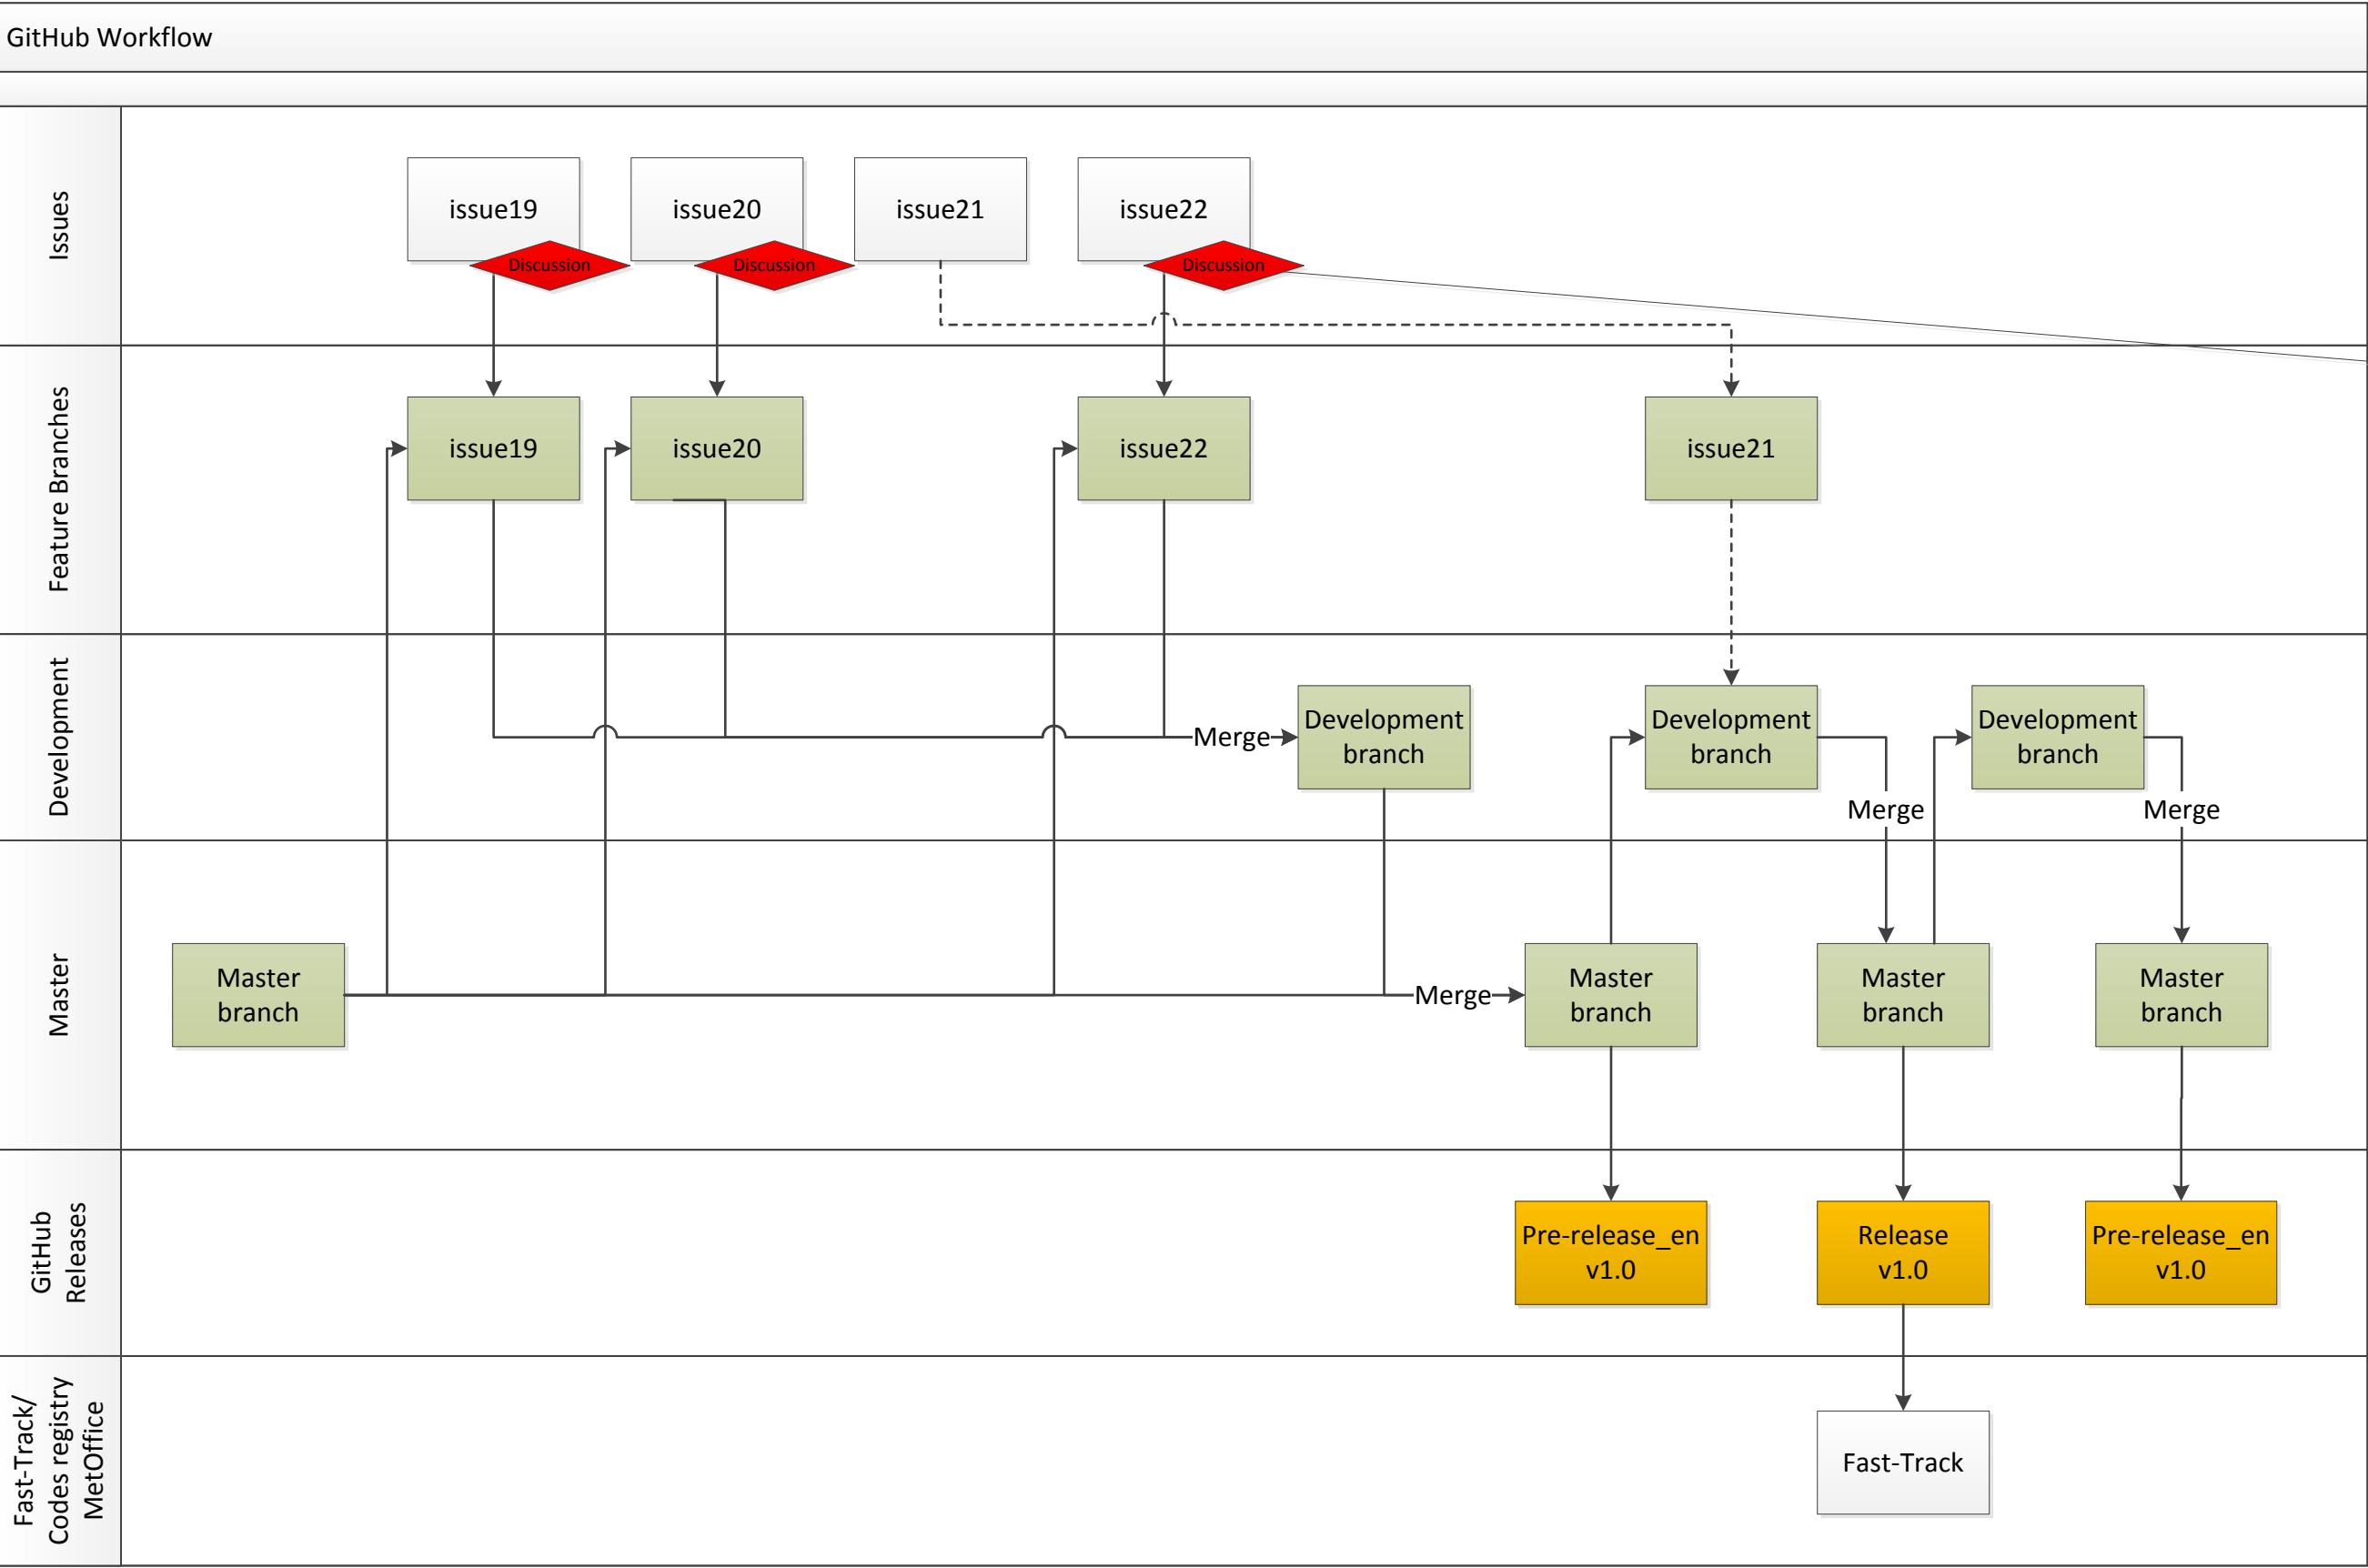 GitHub Workflow
Issues
issue19
issue20
issue21
issue22
Discussion
Discussion
Discussion
Feature Branches
issue19
issue20
issue22
issue21
Development
Merge
Development
branch
Development
branch
Development
branch
Merge
Merge
Master
Master
branch
Merge
Master
branch
Master
branch
Master
branch
GitHub
Releases
Pre-release_en
v1.0
Release
v1.0
Pre-release_en
v1.0
Fast-Track/
Codes registry
MetOffice
Fast-Track